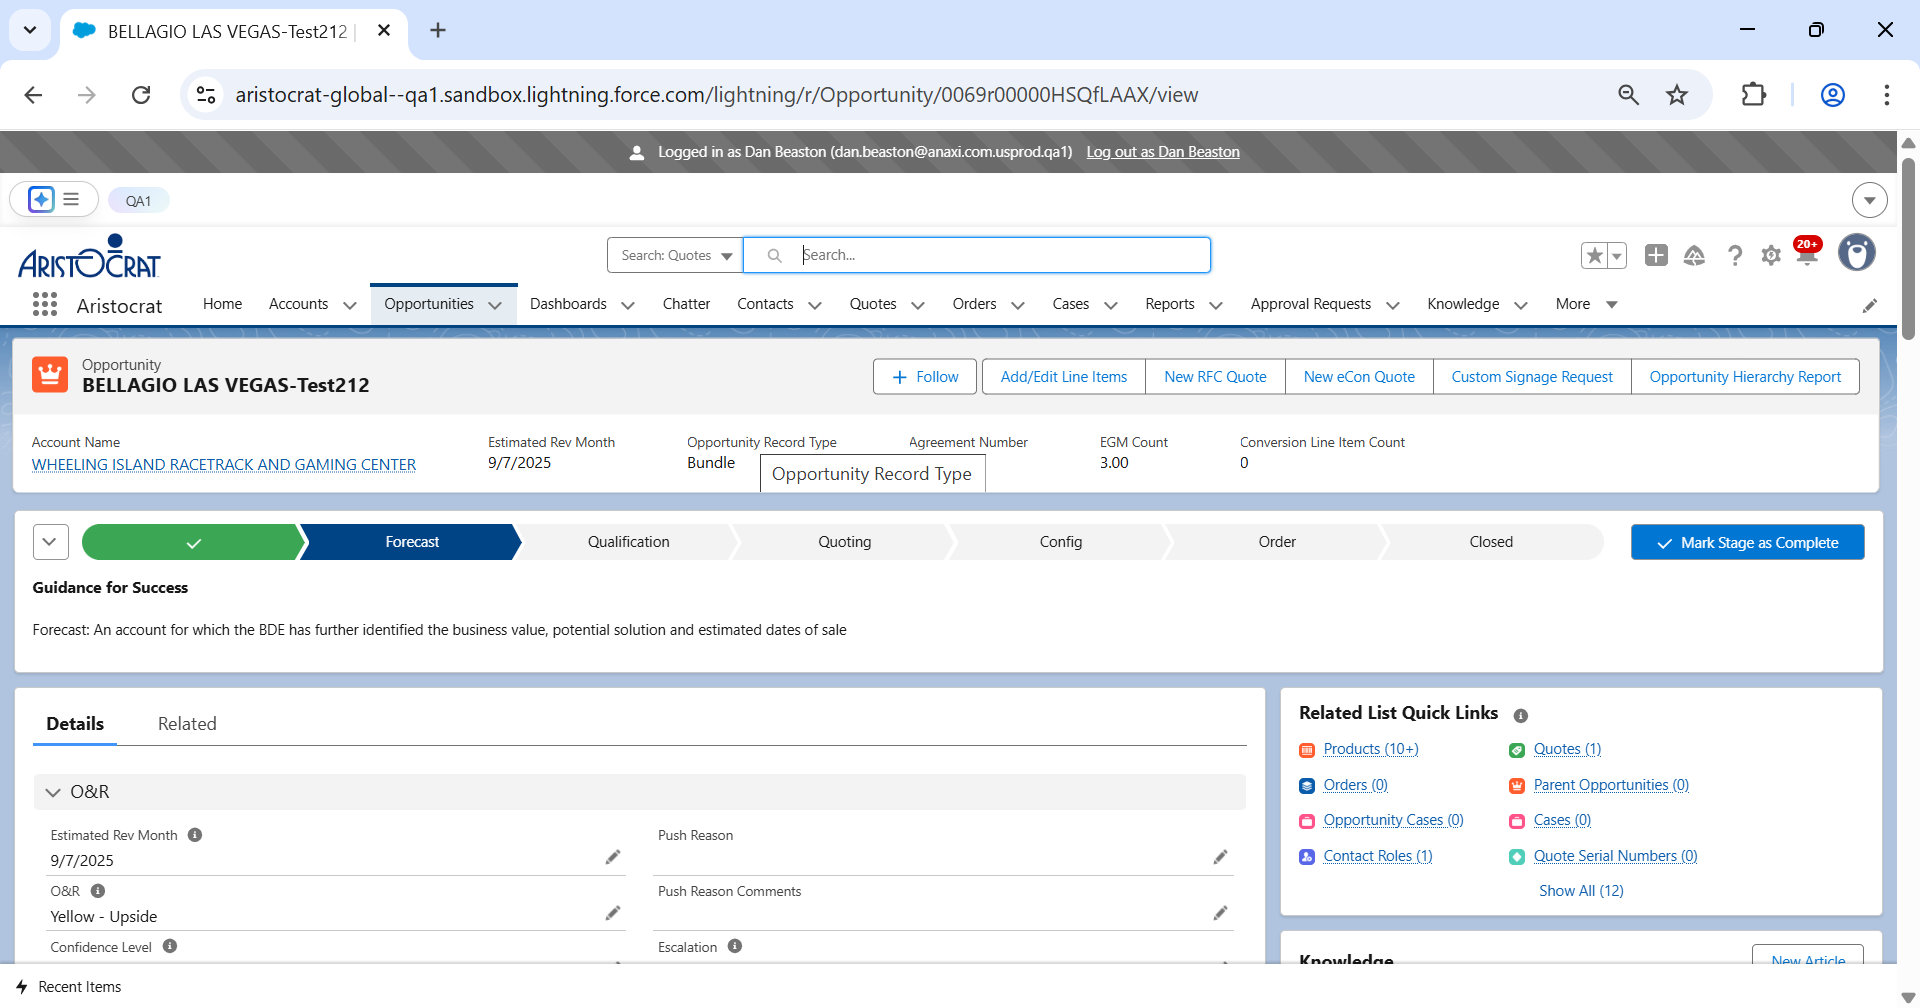 BELLAGIO LAS VEGAS-Test212
aristocrat-global--qa1.sandbox.lightning.force.com/lightning/r/Opportunity/0069r00000HSQfLAAX/view
Logged in as Dan Beaston (dan.beaston@anaxi.com.usprod.qa1) Log out as Dan Beaston
QA1
ARISTOCRAT
Search: Quotes Search...
20+
Aristocrat Home Accounts Opportunities Dashboards Chatter Contacts Quotes Orders Cases Reports Approval Requests Knowledge More
Opportunity
BELLAGIO LAS VEGAS-Test212
Follow Add/Edit Line Items New RFC Quote New eCon Quote Custom Signage Request Opportunity Hierarchy Report
Account Name Estimated Rev Month Opportunity Record Type Agreement Number EGM Count Conversion Line Item Count
WHEELING ISLAND RACETRACK AND GAMING CENTER 9/7/2025 Bundle 3.00 0
Opportunity Record Type
Forecast Qualification Quoting Config Order Closed Mark Stage as Complete
Guidance for Success
Forecast: An account for which the BDE has further identified the business value, potential solution and estimated dates of sale
Details Related
O&R
Estimated Rev Month Push Reason
9/7/2025
O&R Push Reason Comments
Yellow - Upside
Confidence Level Escalation
Related List Quick Links
Products (10+) Quotes (1)
Orders (0) Parent Opportunities (0)
Opportunity Cases (0) Cases (0)
Contact Roles (1) Quote Serial Numbers (0)
Show All (12)
Knowledge New Article
Recent Items